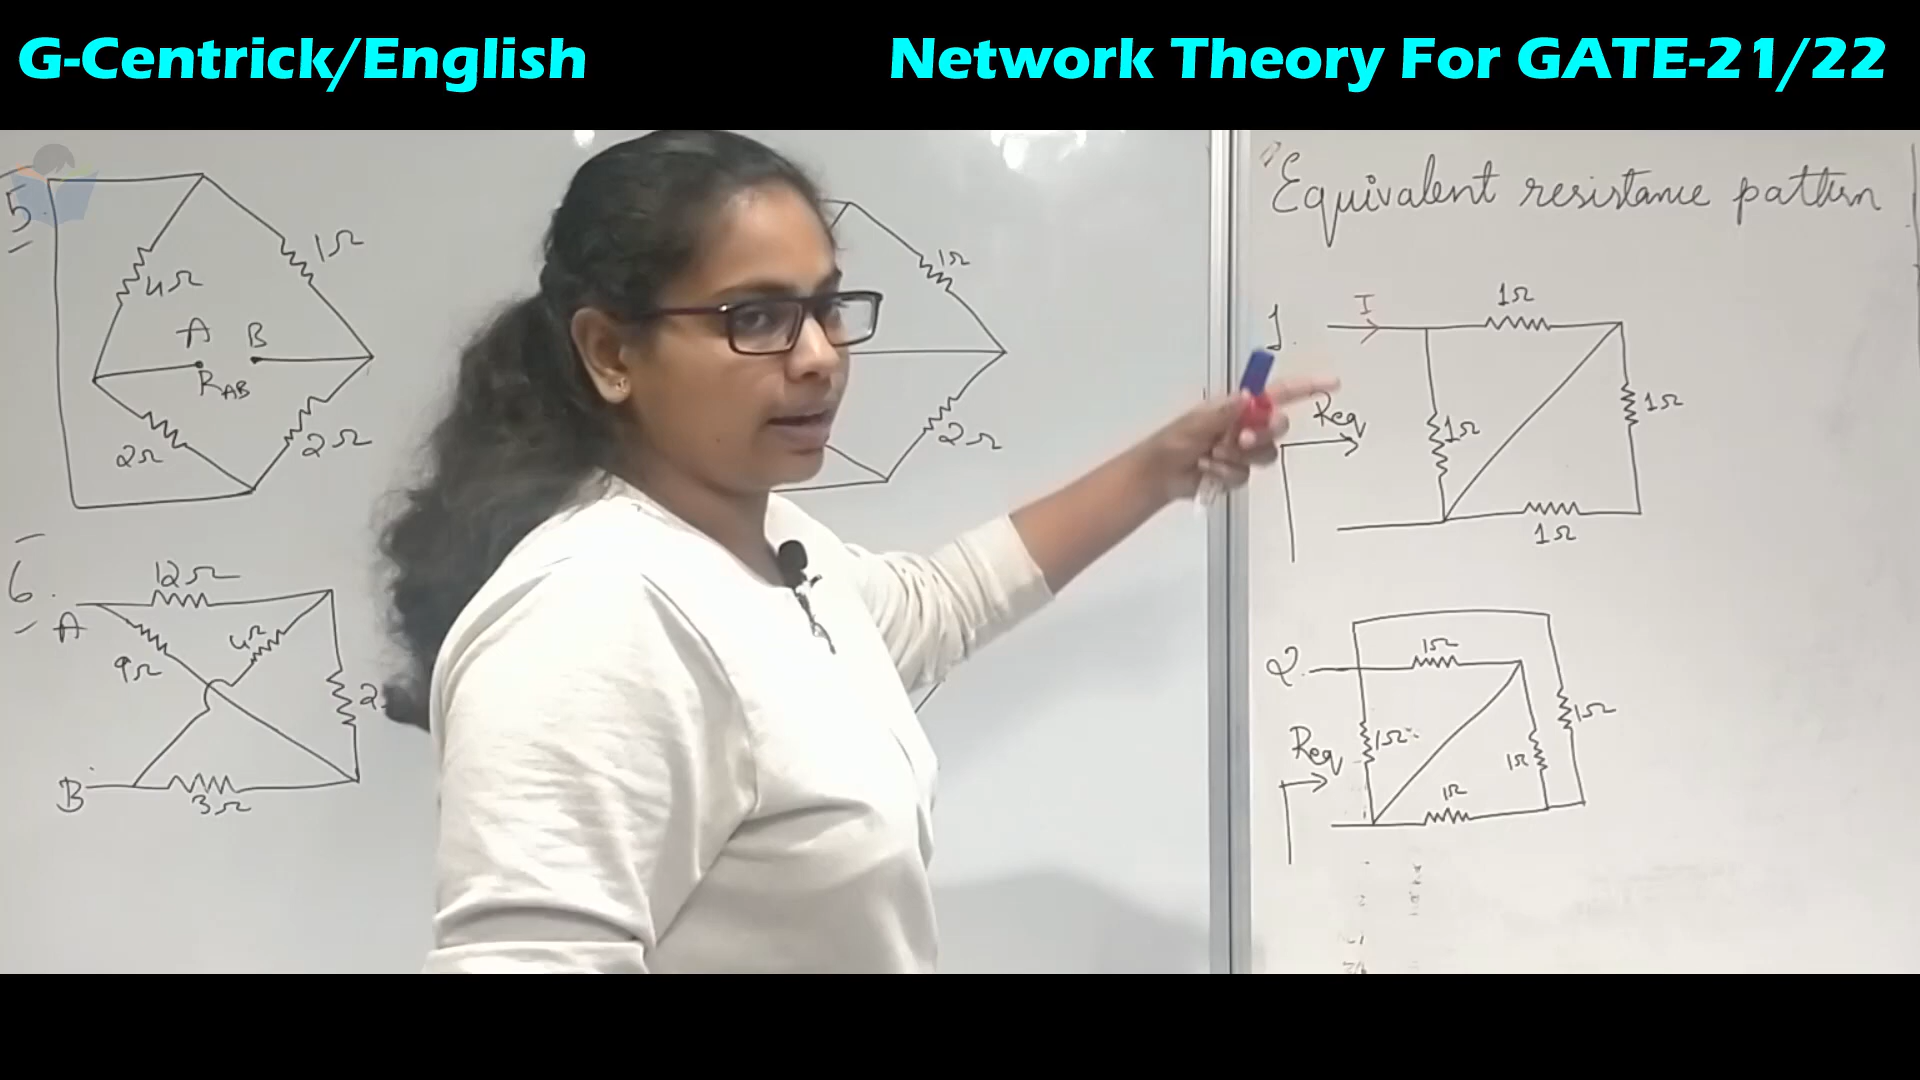 G-Centrick/English
Network Theory For GATE-21/22
5.
4Ω
1Ω
A
B
RAB
2Ω
2Ω
6.
12Ω
A
9Ω
4Ω
2
B
3Ω
1Ω
2Ω
Equivalent resistance pattern
1.
I
1Ω
Req
1Ω
1Ω
1Ω
2.
1Ω
Req
1Ω
1Ω
1Ω
1Ω